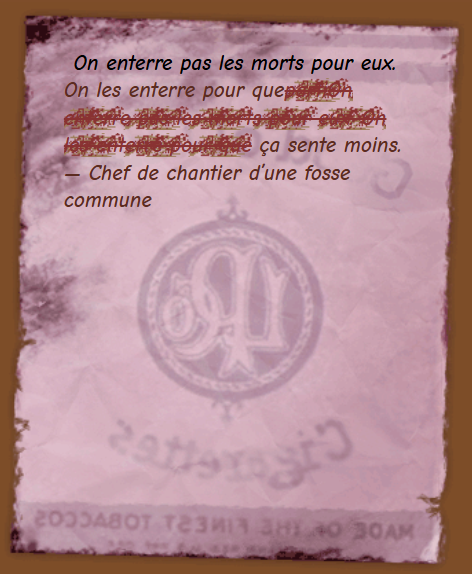 On enterre pas les morts pour eux.
On les enterre pour que
ça sente moins.
— Chef de chantier d'une fosse
commune
Cigarettes
MADE OF THE FINEST TOBACCOS